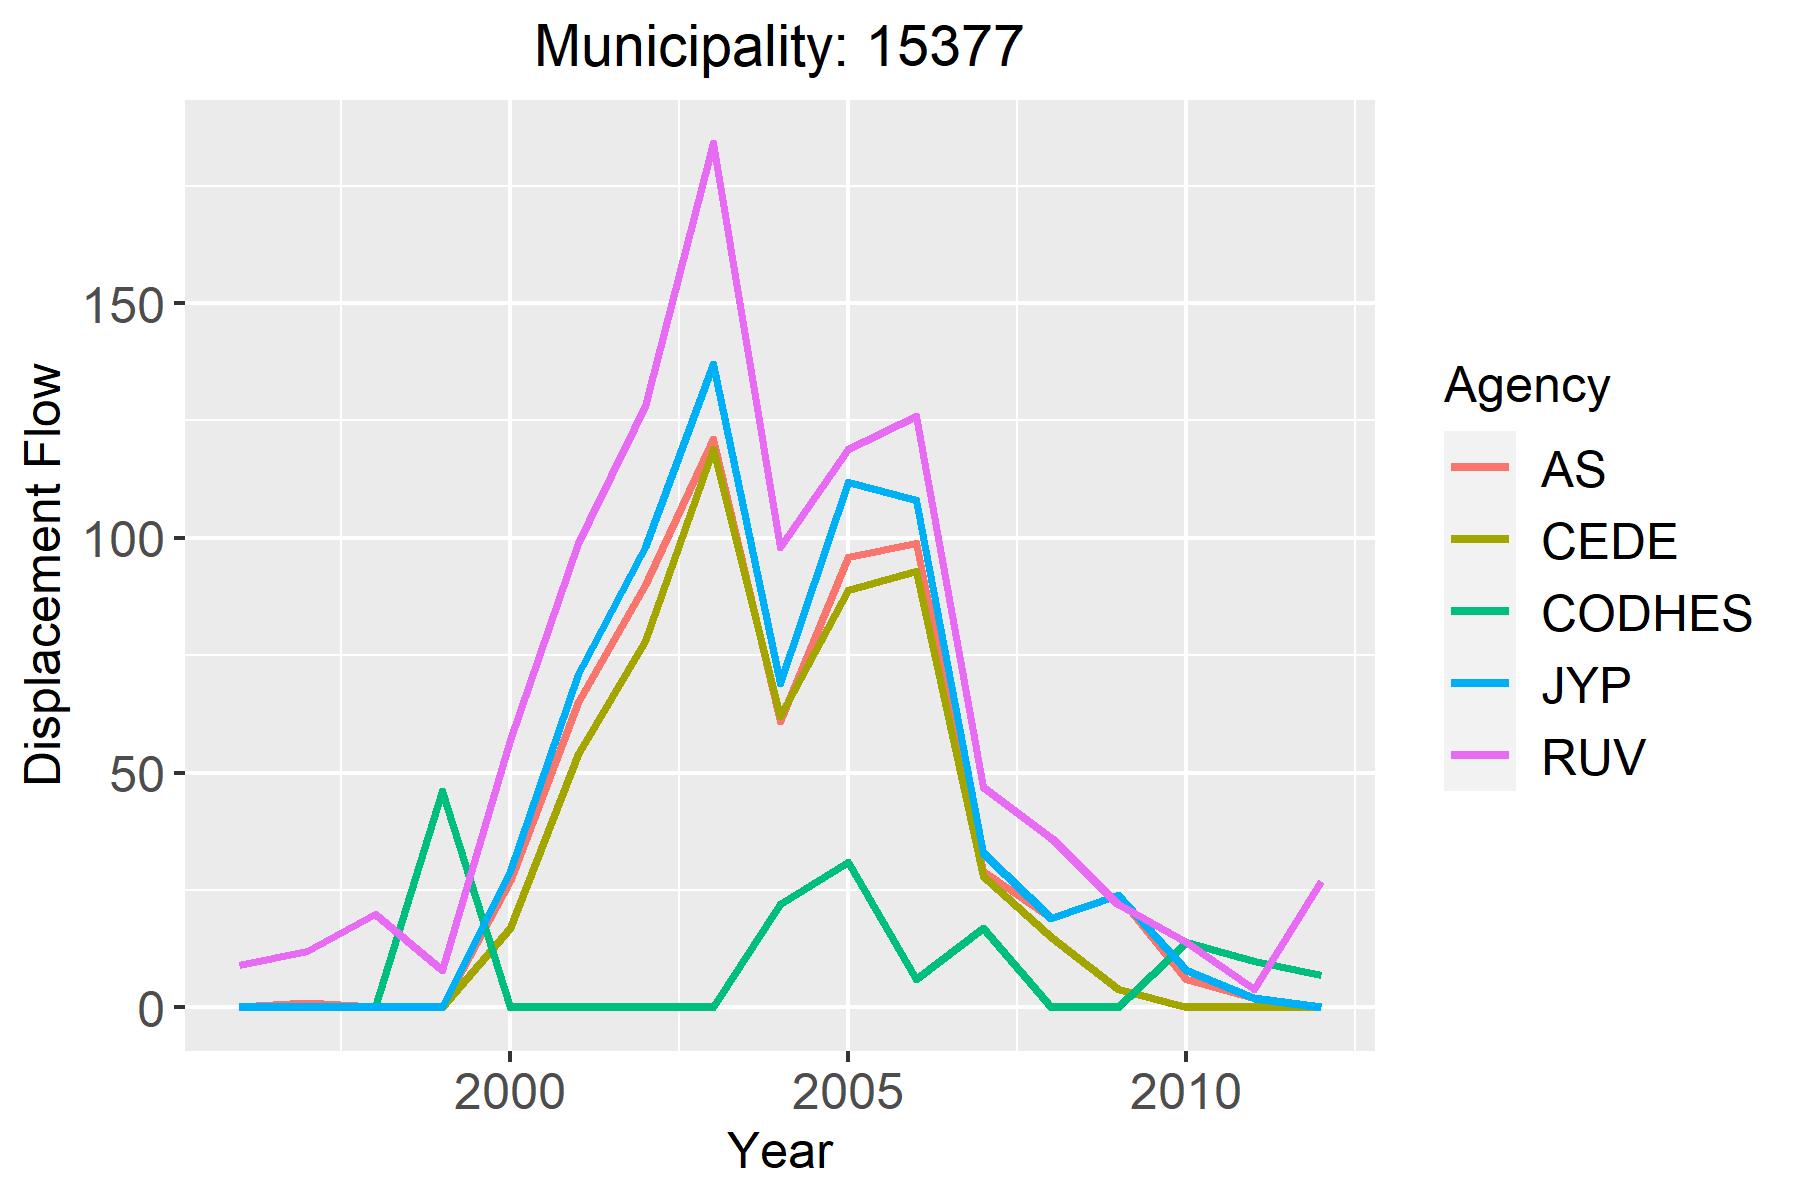 Municipality: 15377
Displacement Flow
150
100
50
0
2000 2005 2010
Year
Agency
AS
CEDE
CODHES
JYP
RUV